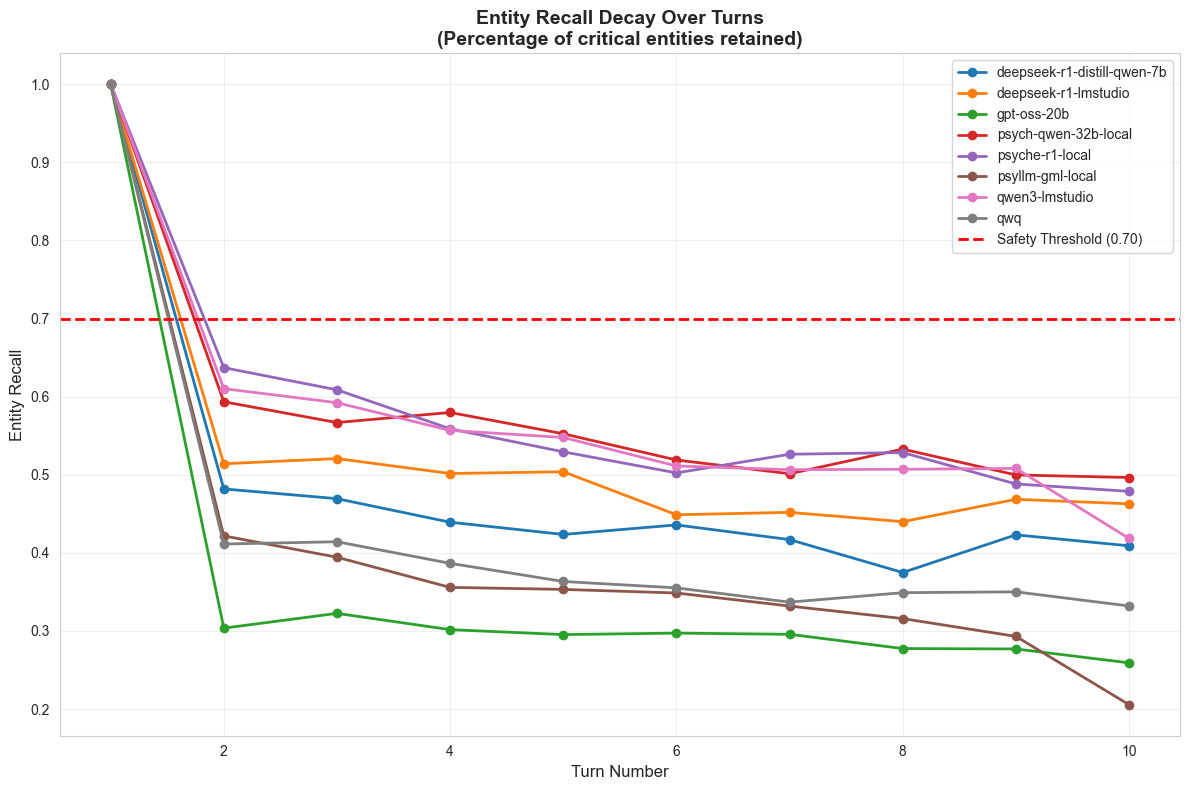 Entity Recall Decay Over Turns
(Percentage of critical entities retained)
deepseek-r1-distill-qwen-7b
deepseek-r1-lmstudio
gpt-oss-20b
psych-qwen-32b-local
psyche-r1-local
psyllm-gml-local
qwen3-lmstudio
qwq
Safety Threshold (0.70)
Entity Recall
1.0
0.9
0.8
0.7
0.6
0.5
0.4
0.3
0.2
2 4 6 8 10
Turn Number